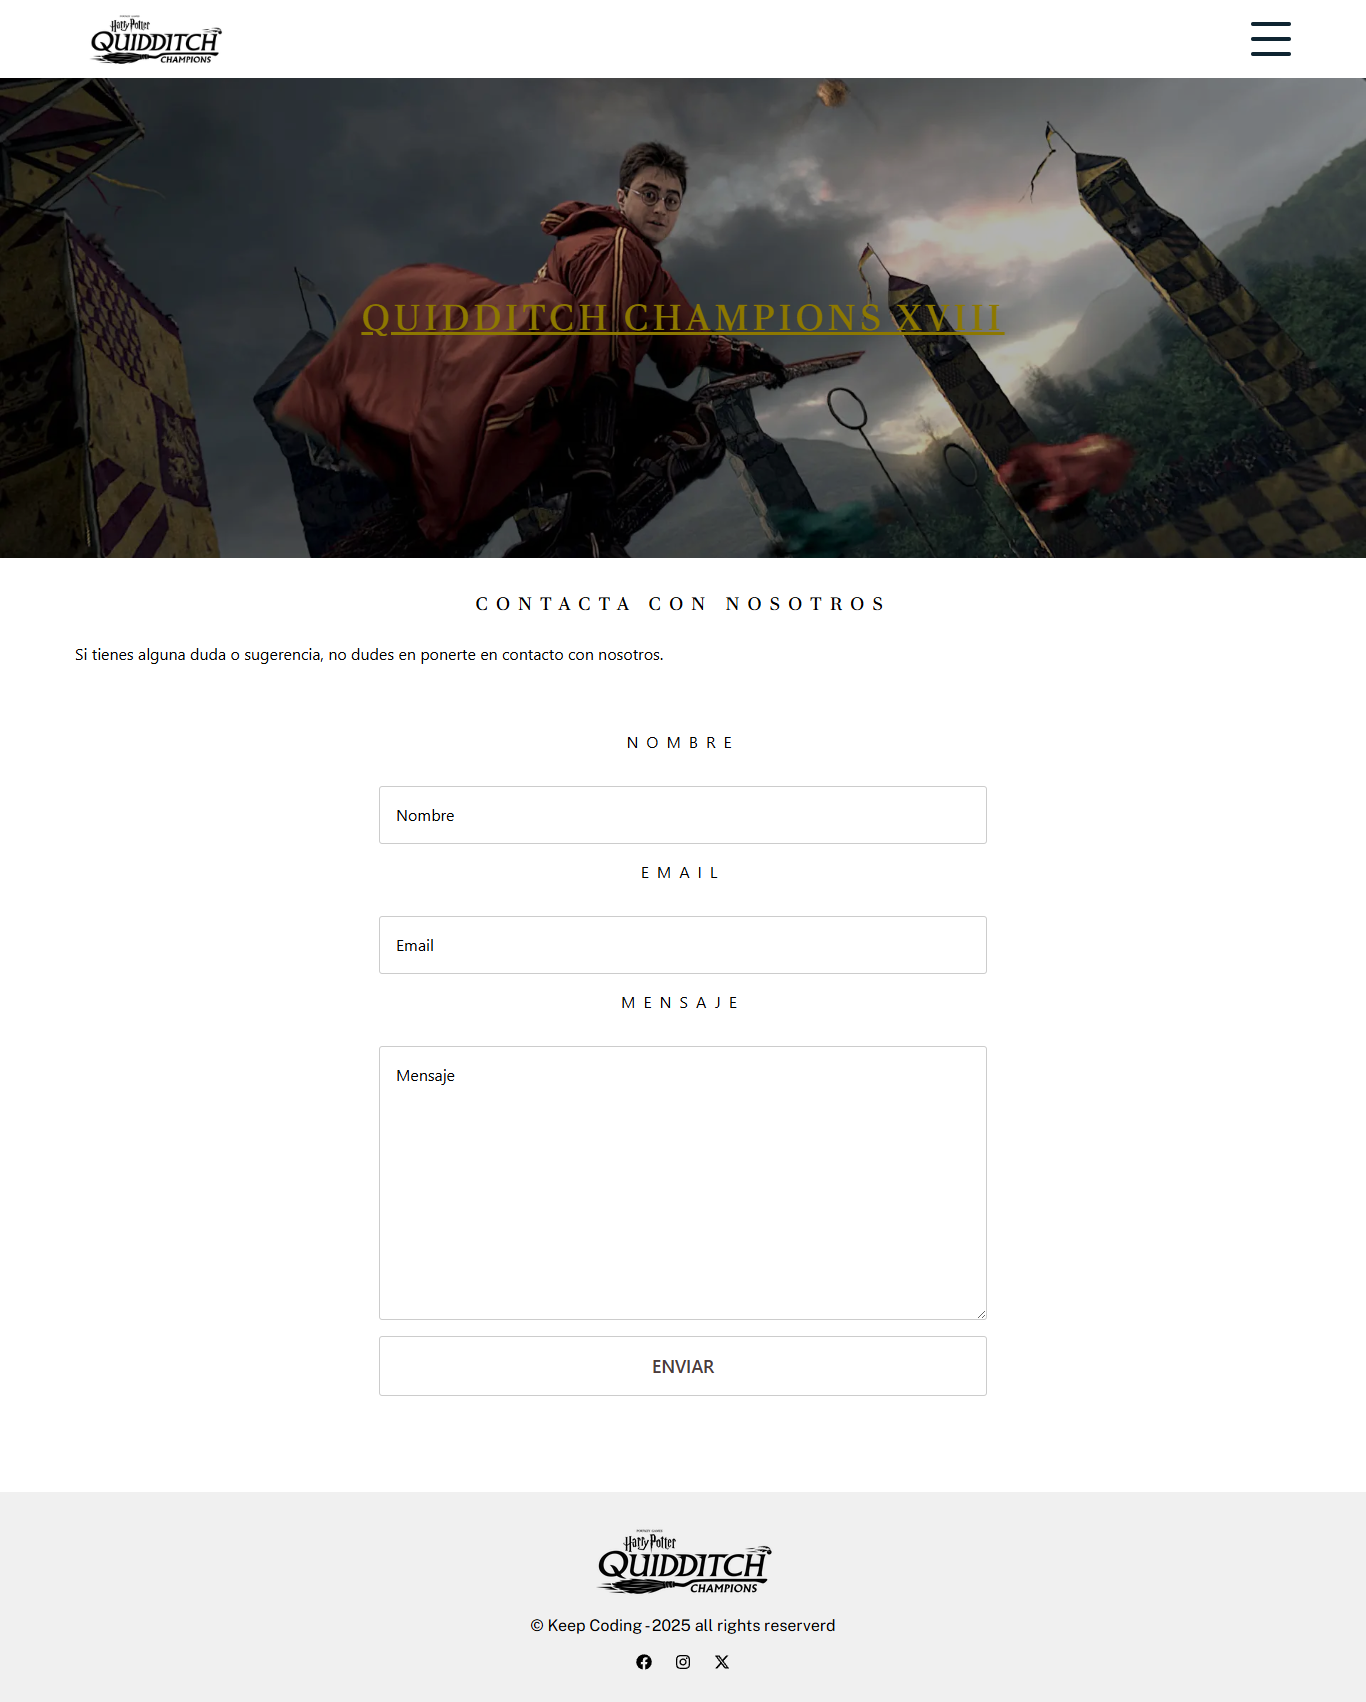 Harry Potter
QUIDDITCH
CHAMPIONS
QUIDDITCH CHAMPIONS XVIII
CONTACTA CON NOSOTROS
Si tienes alguna duda o sugerencia, no dudes en ponerte en contacto con nosotros.
NOMBRE
Nombre
EMAIL
Email
MENSAJE
Mensaje
ENVIAR
Harry Potter
QUIDDITCH
CHAMPIONS
© Keep Coding - 2025 all rights reserverd